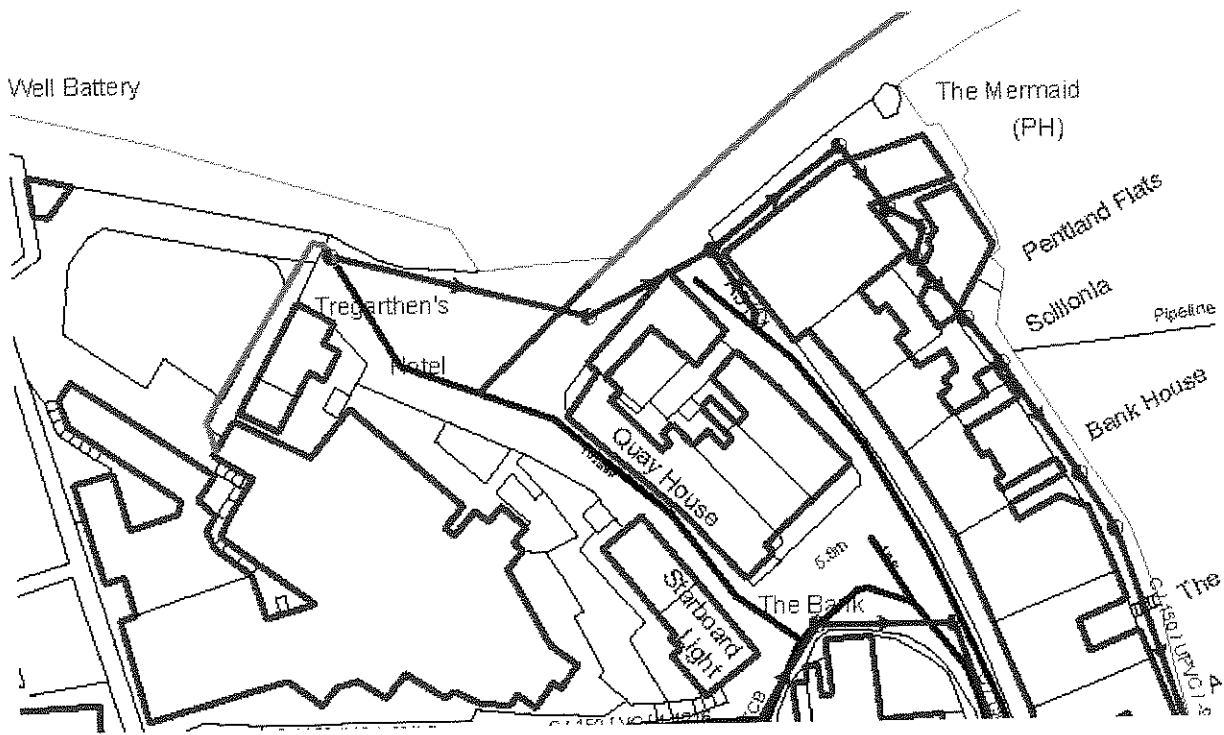 Well Battery
The Mermaid
(PH)
Pentland Flats
Tregarthen's
Hotel
Scillonia
Pipeline
Bank House
Quay House
5.9m
Starboard
Light
The Bank
The
TCB
A